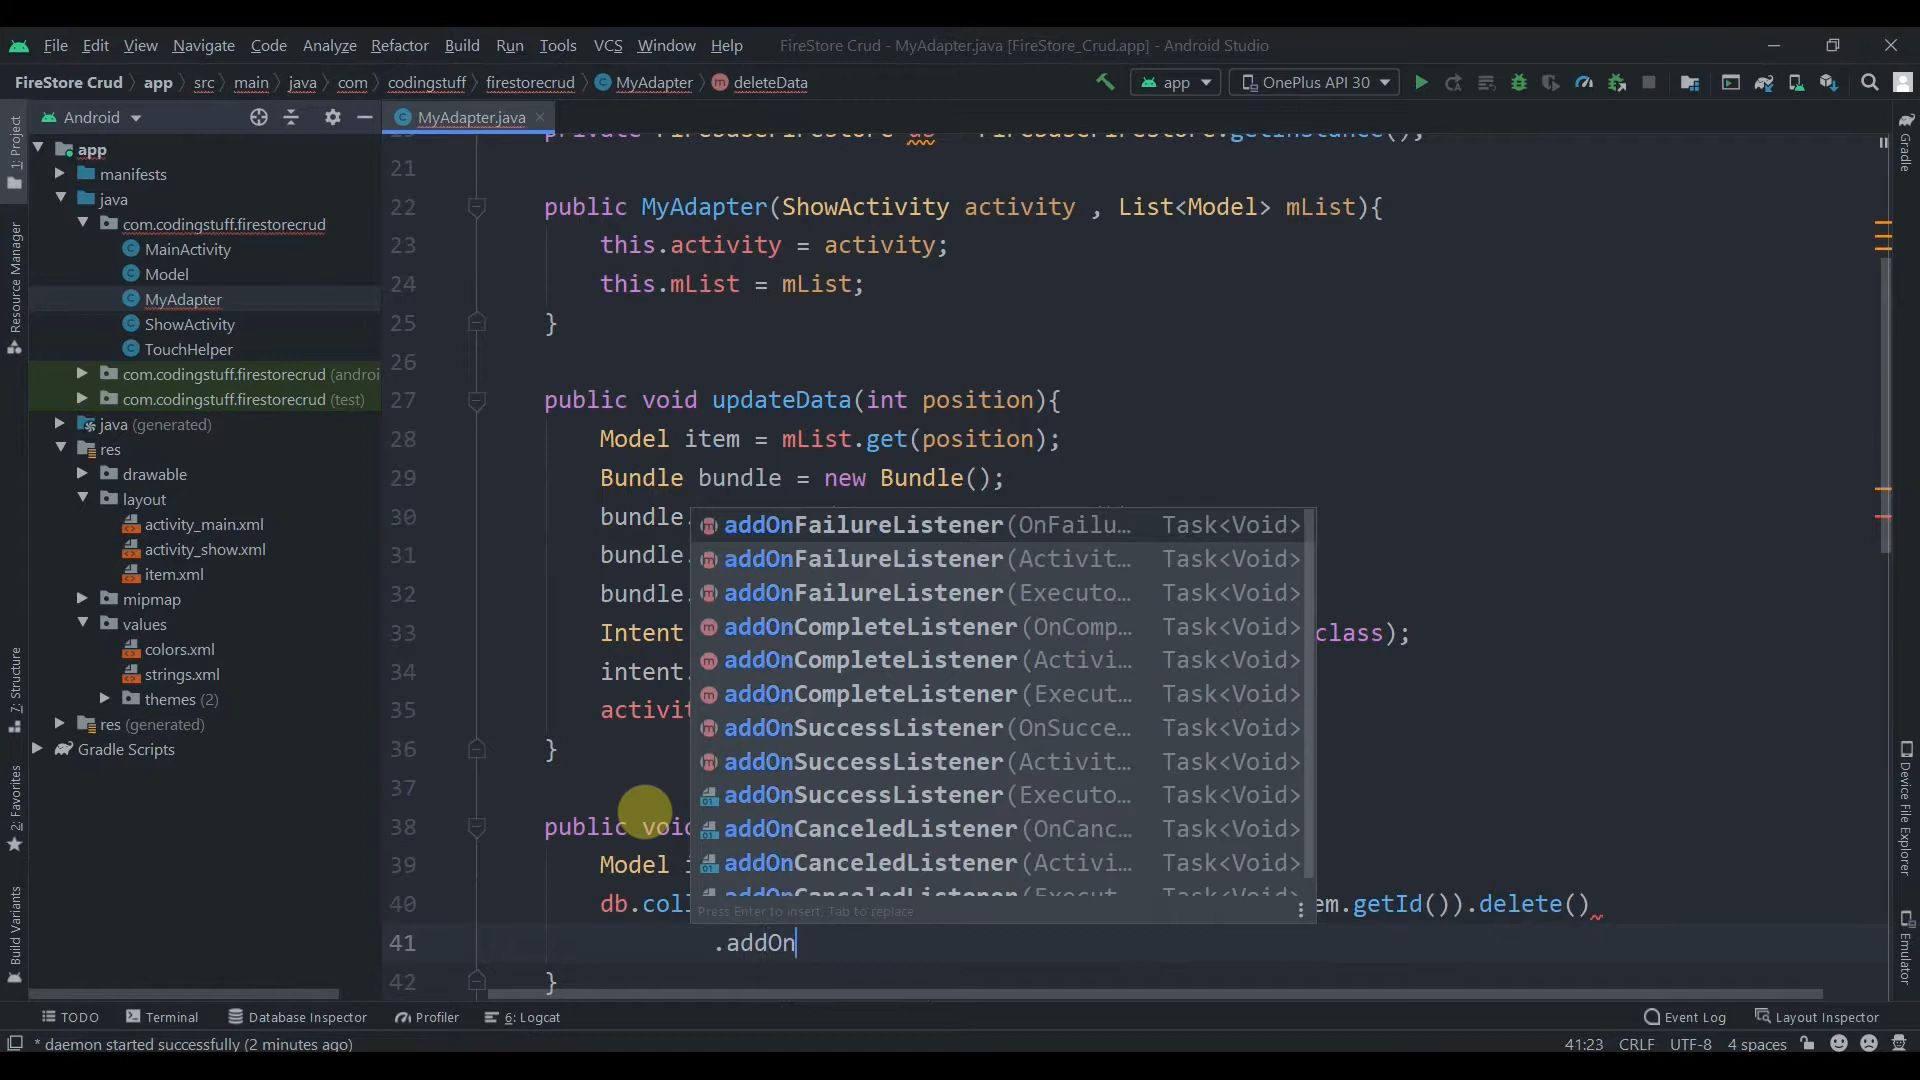 File Edit View Navigate Code Analyze Refactor Build Run Tools VCS Window Help FireStore Crud - MyAdapter.java [FireStore_Crud.app] - Android Studio
FireStore Crud app src main java com codingstuff firestorecrud MyAdapter deleteData app OnePlus API 30
Android
MyAdapter.java
1: Project
Resource Manager
7: Structure
2: Favorites
Build Variants
app
manifests
java
com.codingstuff.firestorecrud
MainActivity
Model
MyAdapter
ShowActivity
TouchHelper
com.codingstuff.firestorecrud (androi
com.codingstuff.firestorecrud (test)
java (generated)
res
drawable
layout
activity_main.xml
activity_show.xml
item.xml
mipmap
values
colors.xml
strings.xml
themes (2)
res (generated)
Gradle Scripts
private FirebaseFirestore db = FirebaseFirestore.getInstance();
21
22 public MyAdapter(ShowActivity activity , List<Model> mList){
23 this.activity = activity;
24 this.mList = mList;
25 }
26
27 public void updateData(int position){
28 Model item = mList.get(position);
29 Bundle bundle = new Bundle();
30 bundle.
31 bundle.
32 bundle.
33 Intent class);
34 intent.
35 activit
36 }
37
38 public void
39 Model i
40 db.coll em.getId()).delete()
41 .addOn
42 }
addOnFailureListener(OnFailu... Task<Void>
addOnFailureListener(Activit... Task<Void>
addOnFailureListener(Executo... Task<Void>
addOnCompleteListener(OnComp... Task<Void>
addOnCompleteListener(Activi... Task<Void>
addOnCompleteListener(Execut... Task<Void>
addOnSuccessListener(OnSucce... Task<Void>
addOnSuccessListener(Activit... Task<Void>
addOnSuccessListener(Executo... Task<Void>
addOnCanceledListener(OnCanc... Task<Void>
addOnCanceledListener(Activi... Task<Void>
addOnCanceledListener(Execut... Task<Void>
Press Enter to insert, Tab to replace
Gradle
Device File Explorer
Emulator
TODO Terminal Database Inspector Profiler 6: Logcat Event Log Layout Inspector
* daemon started successfully (2 minutes ago) 41:23 CRLF UTF-8 4 spaces